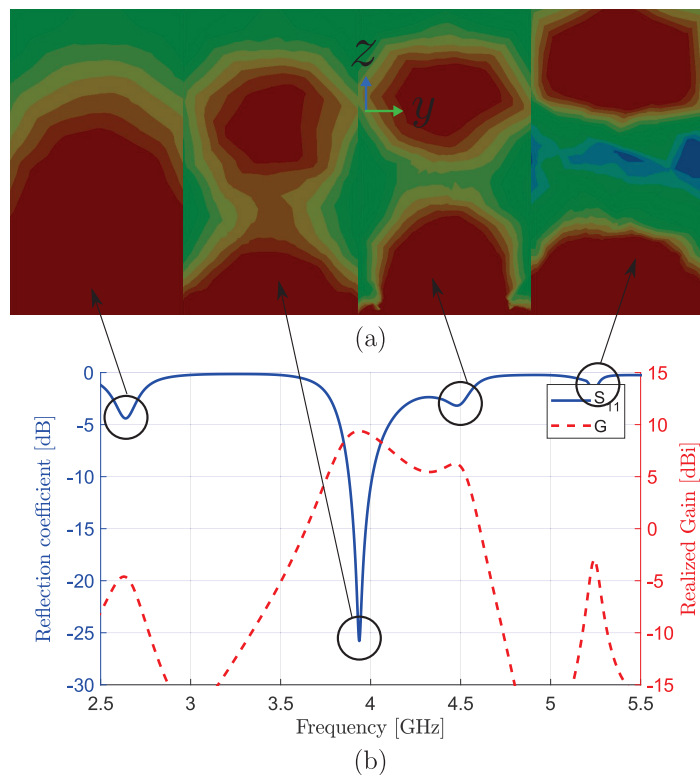 z
y
(a)
0
-5
-10
-15
-20
-25
-30
Reflection coefficient [dB]
15
10
5
0
-5
-10
-15
Realized Gain [dBi]
S11
G
2.5 3 3.5 4 4.5 5 5.5
Frequency [GHz]
(b)